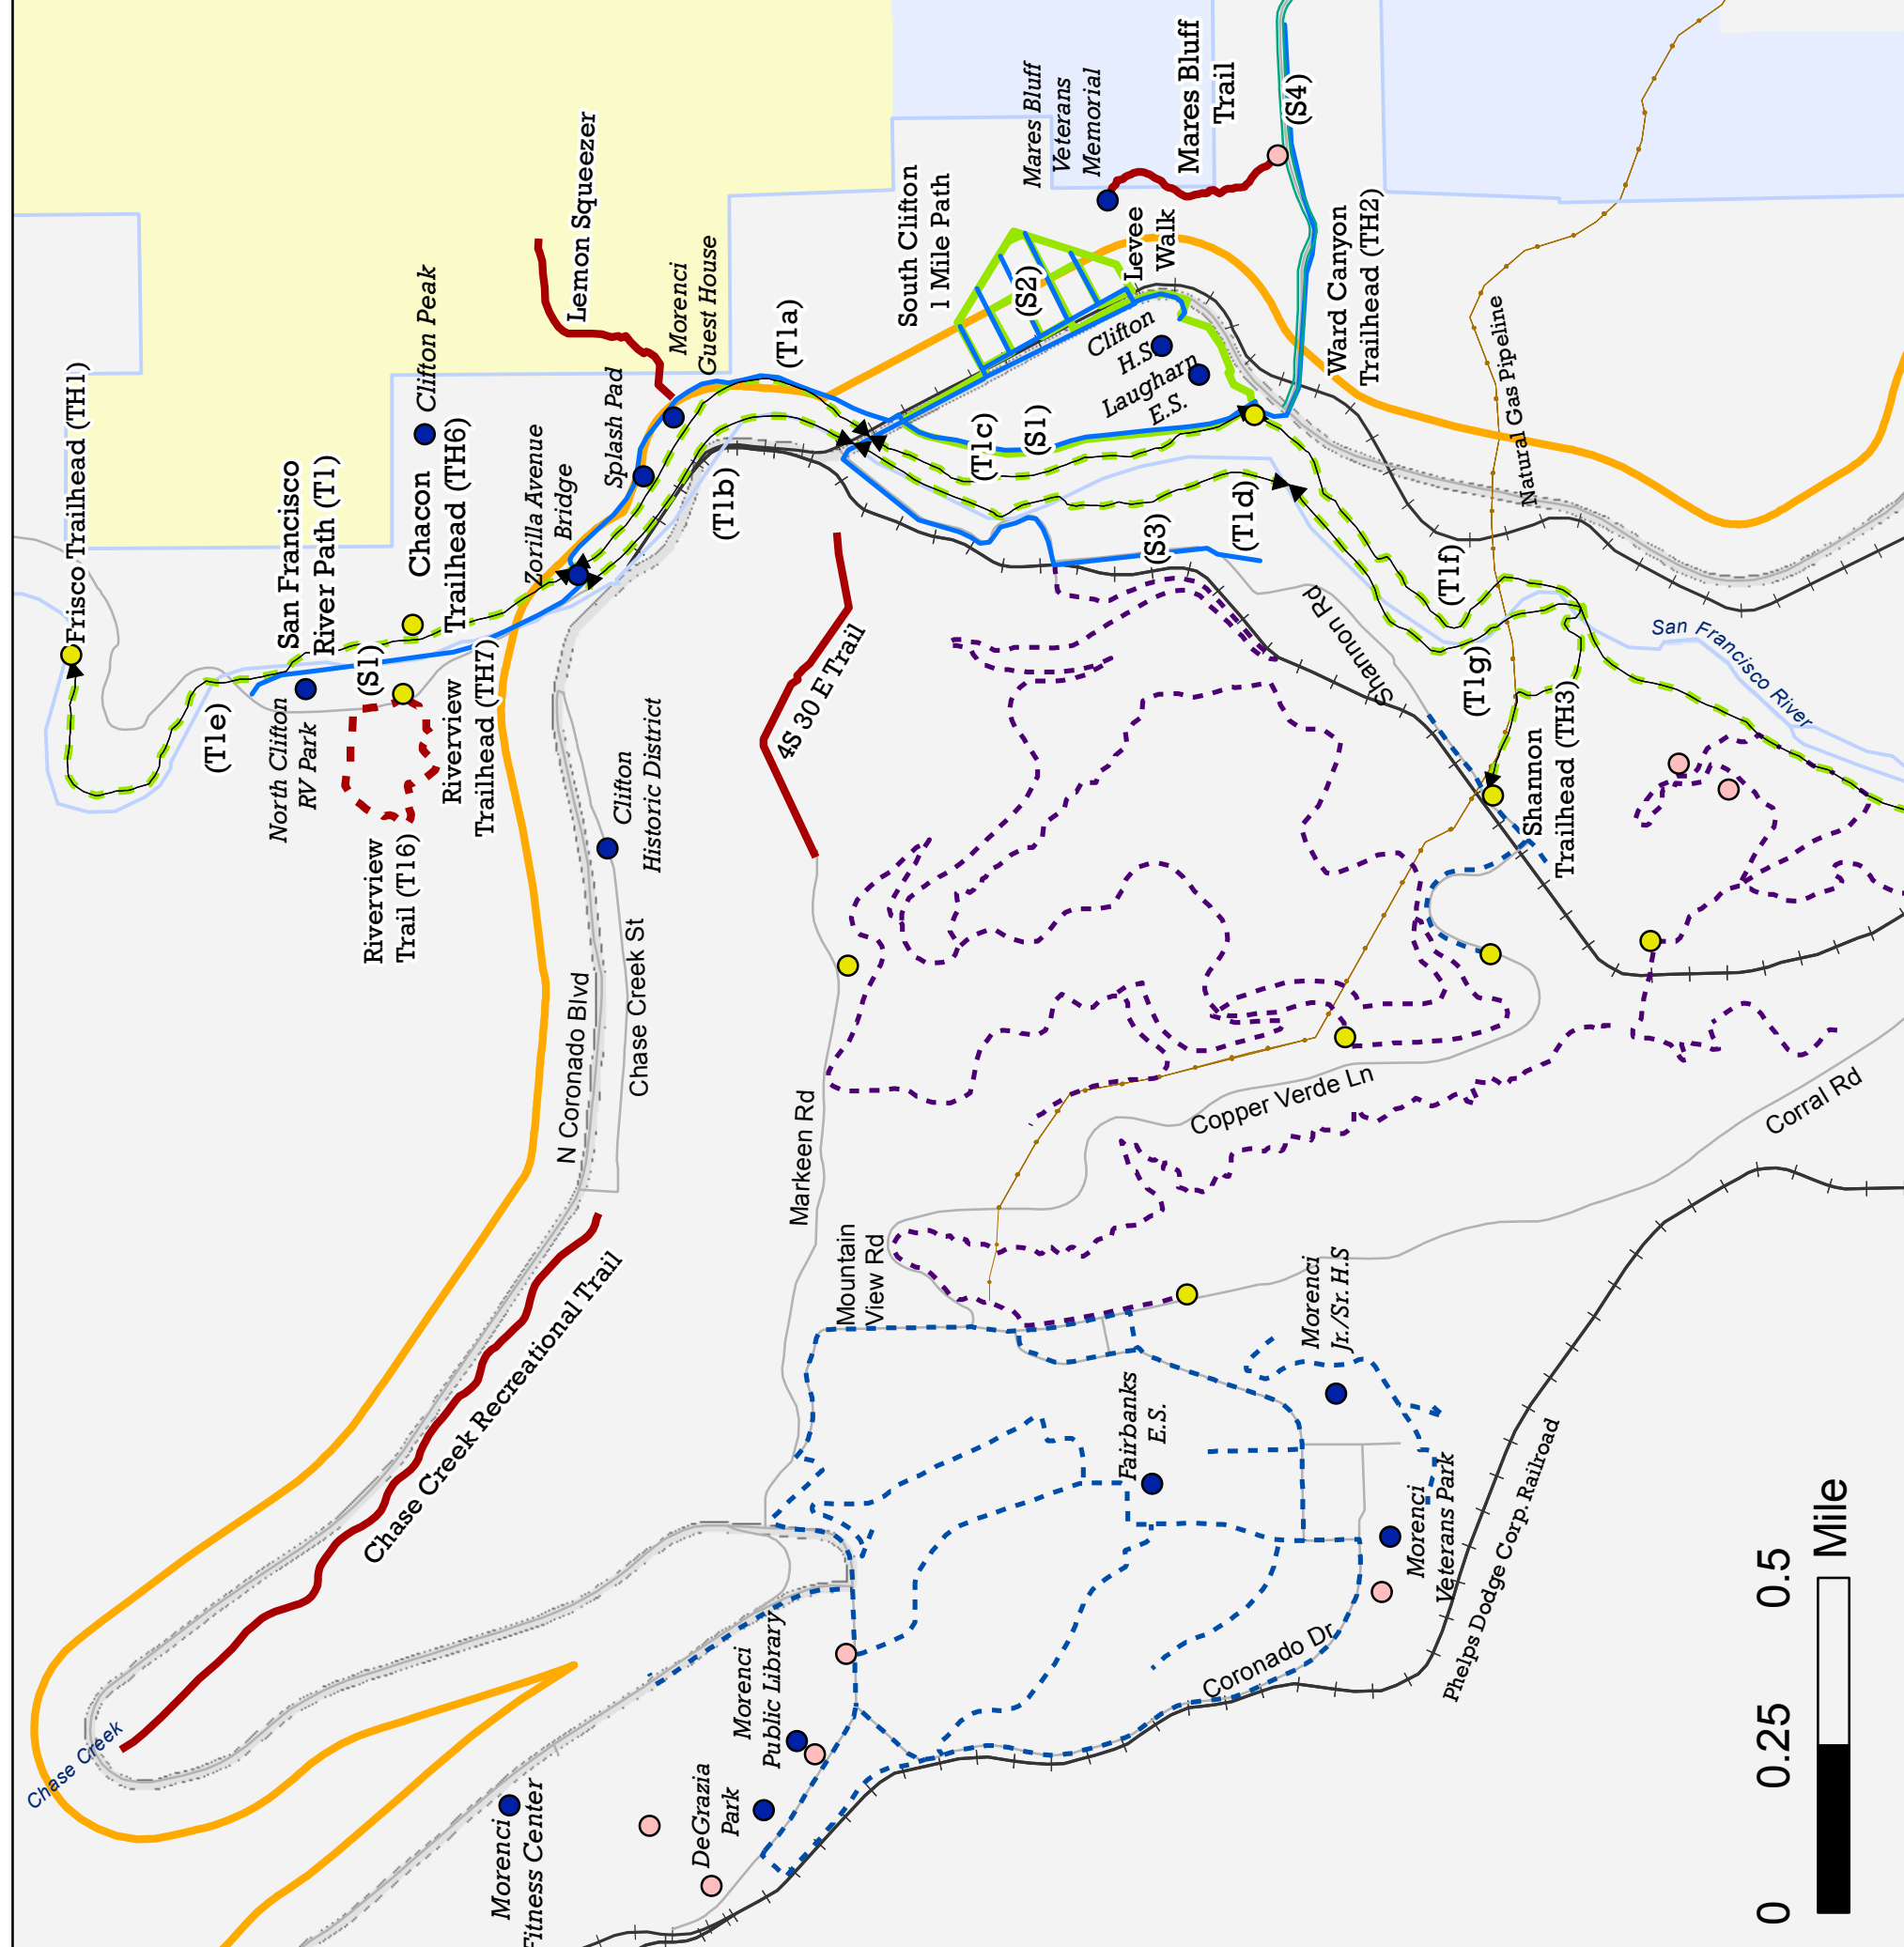 Frisco Trailhead (TH1)
San Francisco
River Path (T1)
Clifton Peak
Chacon
Trailhead (TH6)
Zorilla Avenue
Bridge
Lemon Squeezer
Splash Pad
Morenci
Guest House
(T1a)
(T1b)
South Clifton
1 Mile Path
(S2)
Mares Bluff
Veterans
Memorial
Mares Bluff
Trail
(S4)
Levee
Walk
Clifton
H.S.
Laugharn
E.S.
Ward Canyon
Trailhead (TH2)
(T1c)
(S1)
(S3)
(T1d)
Natural Gas Pipeline
(T1f)
(T1g)
Shannon Rd
San Francisco River
Shannon
Trailhead (TH3)
(T1e)
(S1)
North Clifton
RV Park
Riverview
Trailhead (TH7)
Riverview
Trail (T16)
Clifton
Historic District
4S 30 E Trail
N Coronado Blvd
Chase Creek St
Markeen Rd
Mountain
View Rd
Copper Verde Ln
Corral Rd
Chase Creek Recreational Trail
Chase Creek
Morenci
Jr./Sr. H.S
Fairbanks
E.S.
Morenci
Veterans Park
Phelps Dodge Corp. Railroad
Coronado Dr
Morenci
Public Library
DeGrazia
Park
Morenci
Fitness Center
0
0.25
0.5
Mile